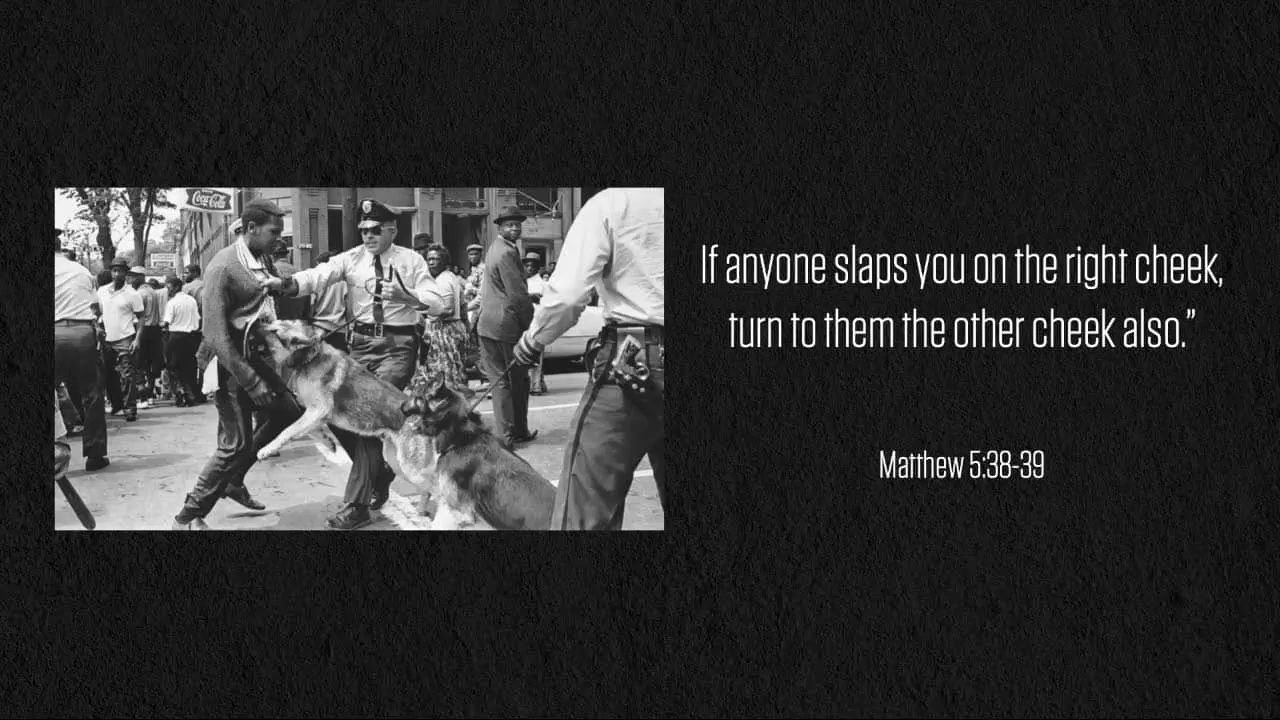 Coca-Cola
If anyone slaps you on the right cheek,
turn to them the other cheek also.”
Matthew 5:38-39